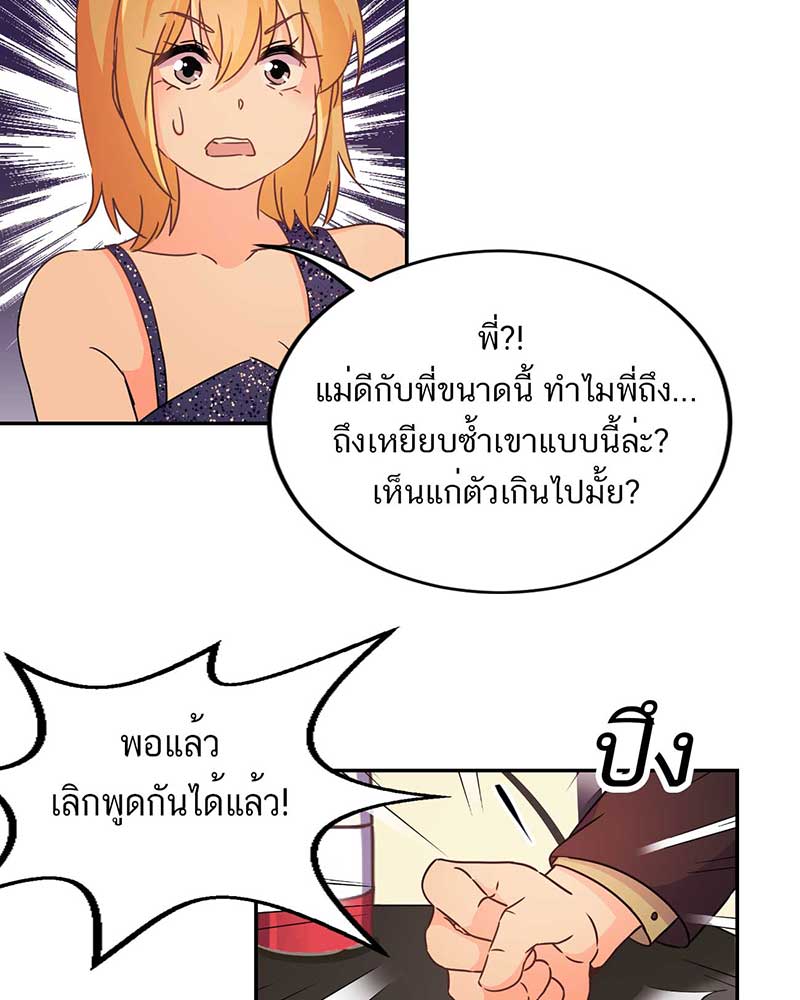 พี่?!
แม่ดีกับพี่ขนาดนี้ ทำไมพี่ถึง...
ถึงเหยียบซ้ำเขาแบบนี้ล่ะ?
เห็นแก่ตัวเกินไปมั้ย?
พอแล้ว
เลิกพูดกันได้แล้ว!
ปึง